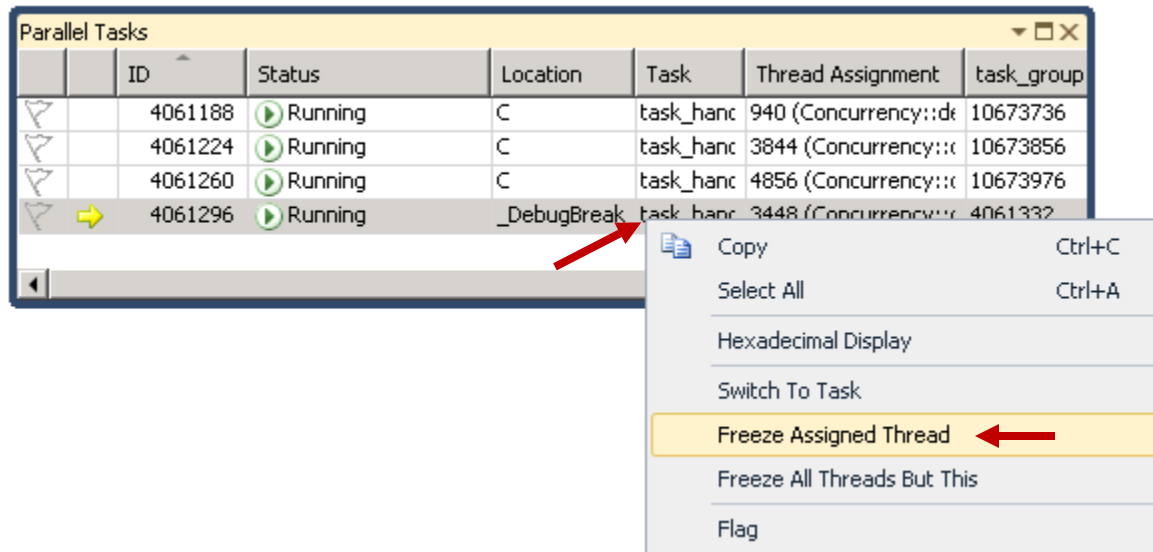 Parallel Tasks
ID Status Location Task Thread Assignment task_group
4061188 Running C task_hanc 940 (Concurrency::de 10673736
4061224 Running C task_hanc 3844 (Concurrency::c 10673856
4061260 Running C task_hanc 4856 (Concurrency::c 10673976
4061296 Running _DebugBreak task_hanc 3448 (Concurrency::c 4061332
Copy Ctrl+C
Select All Ctrl+A
Hexadecimal Display
Switch To Task
Freeze Assigned Thread
Freeze All Threads But This
Flag